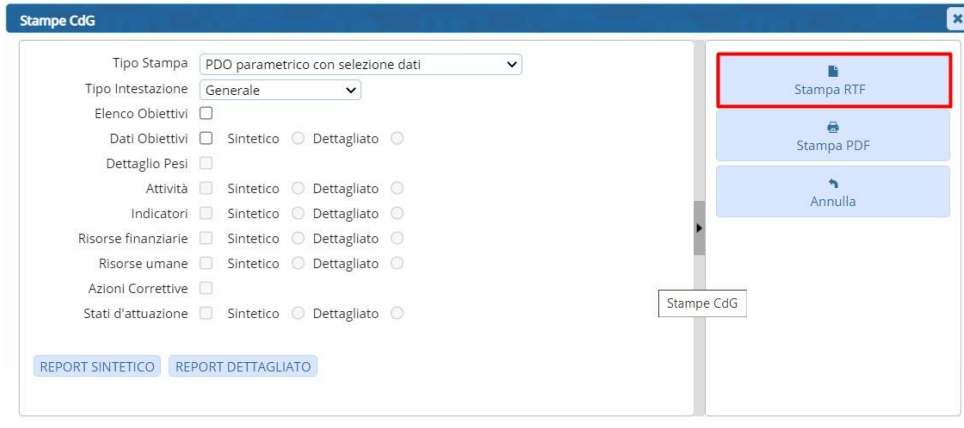 Stampe CdG
Tipo Stampa PDO parametrico con selezione dati
Tipo Intestazione Generale
Elenco Obiettivi
Dati Obiettivi Sintetico Dettagliato
Dettaglio Pesi
Attività Sintetico Dettagliato
Indicatori Sintetico Dettagliato
Risorse finanziarie Sintetico Dettagliato
Risorse umane Sintetico Dettagliato
Azioni Correttive
Stati d'attuazione Sintetico Dettagliato
REPORT SINTETICO REPORT DETTAGLIATO
Stampa RTF
Stampa PDF
Annulla
Stampe CdG